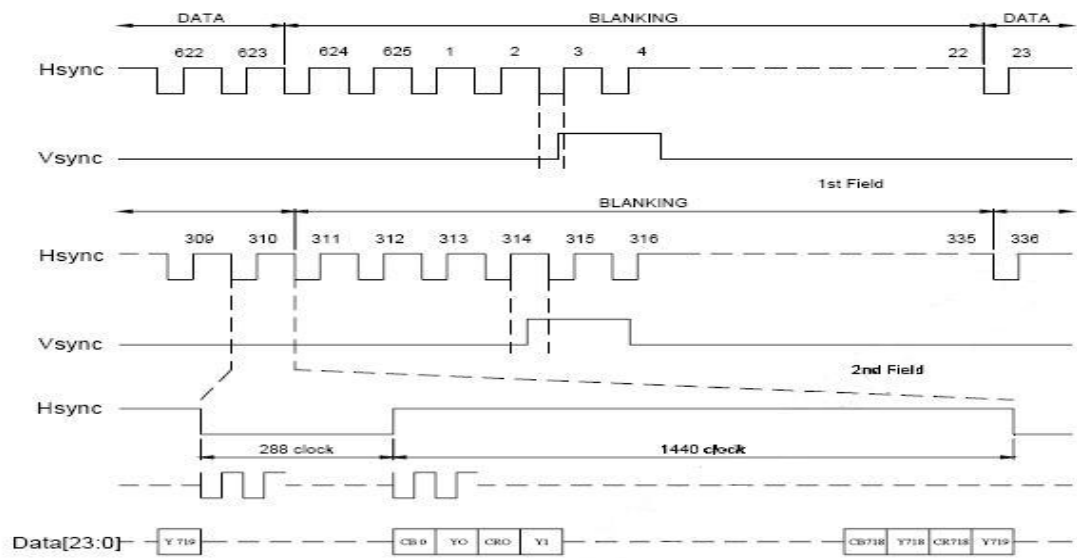 DATA BLANKING DATA
622 623 624 625 1 2 3 4 22 23
Hsync
Vsync
1st Field
BLANKING
309 310 311 312 313 314 315 316 335 336
Hsync
Vsync
2nd Field
Hsync
288 clock 1440 clock
Data[23:0] Y 719 CB 0 YO CRO Y1 CB718 Y718 CR718 Y719